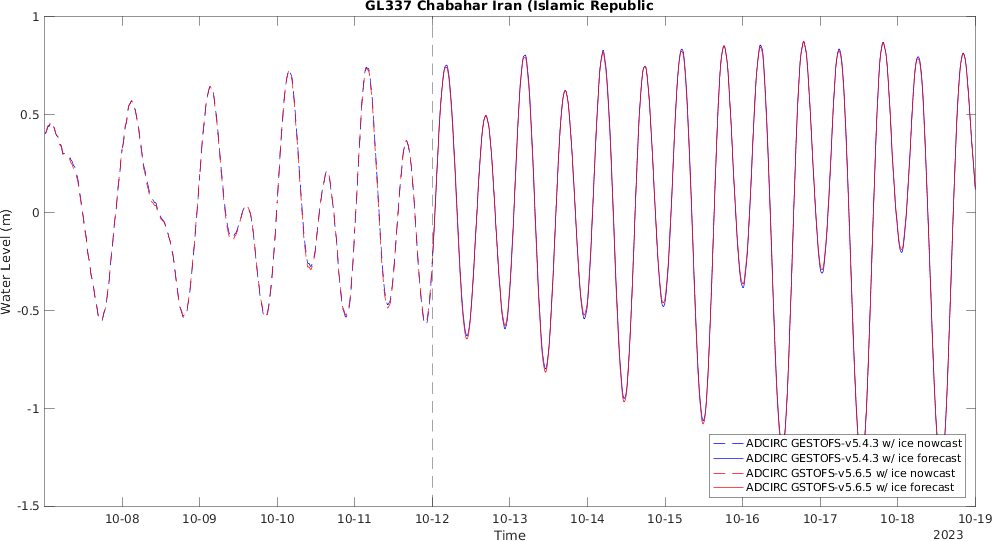 GL337 Chabahar Iran (Islamic Republic
1
0.5
0
-0.5
-1
-1.5
Water Level (m)
10-08
10-09
10-10
10-11
10-12
10-13
10-14
10-15
10-16
10-17
10-18
10-19
Time
2023
ADCIRC GESTOFS-v5.4.3 w/ ice nowcast
ADCIRC GESTOFS-v5.4.3 w/ ice forecast
ADCIRC GSTOFS-v5.6.5 w/ ice nowcast
ADCIRC GSTOFS-v5.6.5 w/ ice forecast